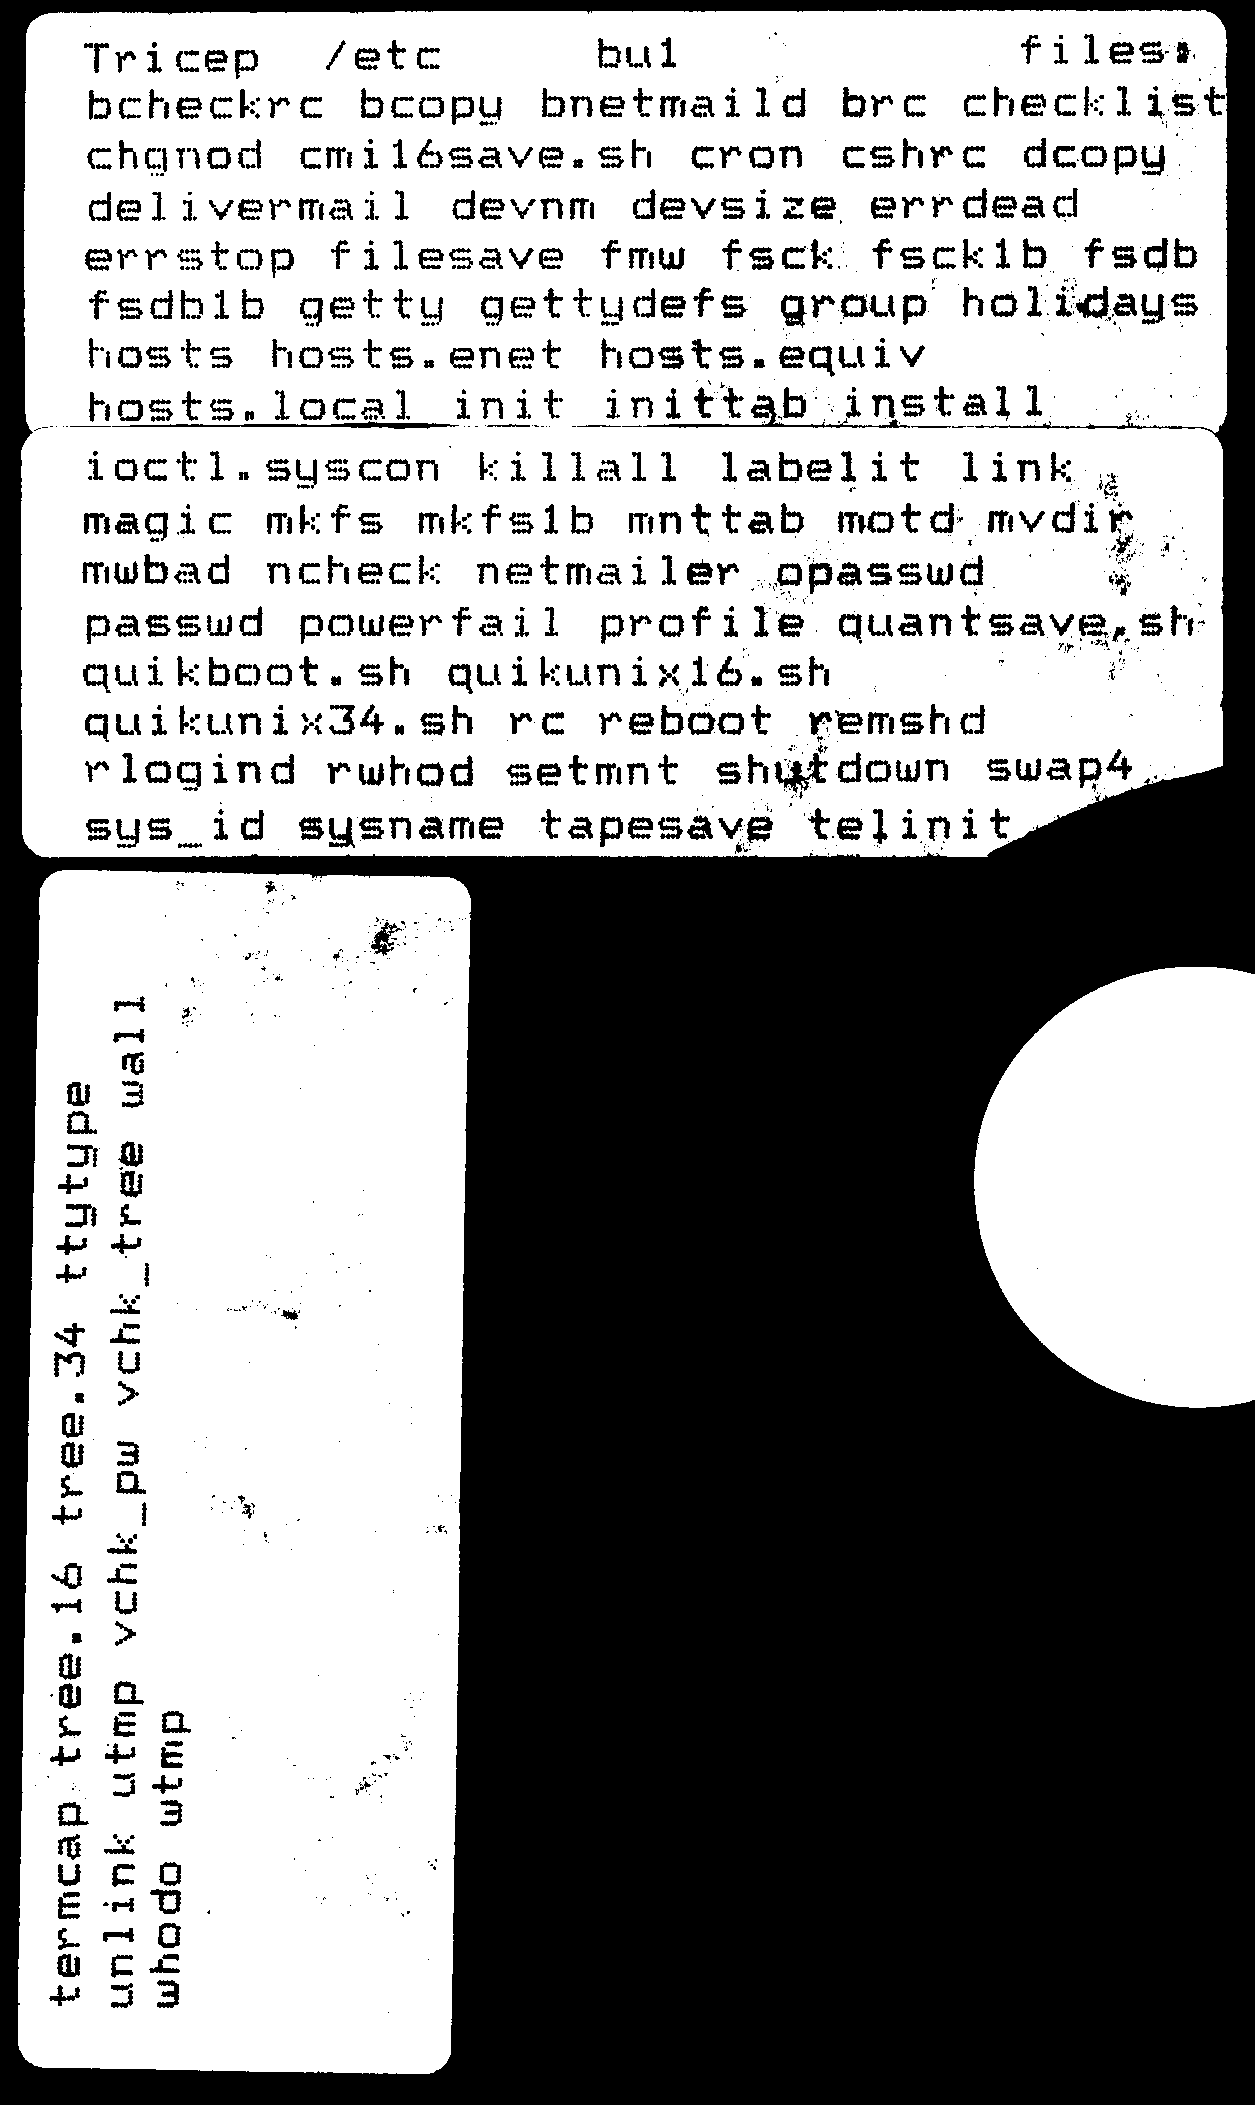 Tricep /etc bu1 files:
bcheckrc bcopy bnetmaild brc checklist
chgnod cmi16save.sh cron cshrc dcopy
delivermail devnm devsize errdead
errstop filesave fmw fsck fsck1b fsdb
fsdb1b getty gettydefs group holidays
hosts hosts.enet hosts.equiv
hosts.local init inittab install
ioctl.syscon killall labelit link
magic mkfs mkfs1b mnttab motd mvdir
mwbad ncheck netmailer opasswd
passwd powerfail profile quantsave.sh
quikboot.sh quikunix16.sh
quikunix34.sh rc reboot remshd
rlogind rwhod setmnt shutdown swap4
sys_id sysname tapesave telinit
termcap tree.16 tree.34 ttytype
unlink utmp vchk_pw vchk_tree wall
whodo wtmp